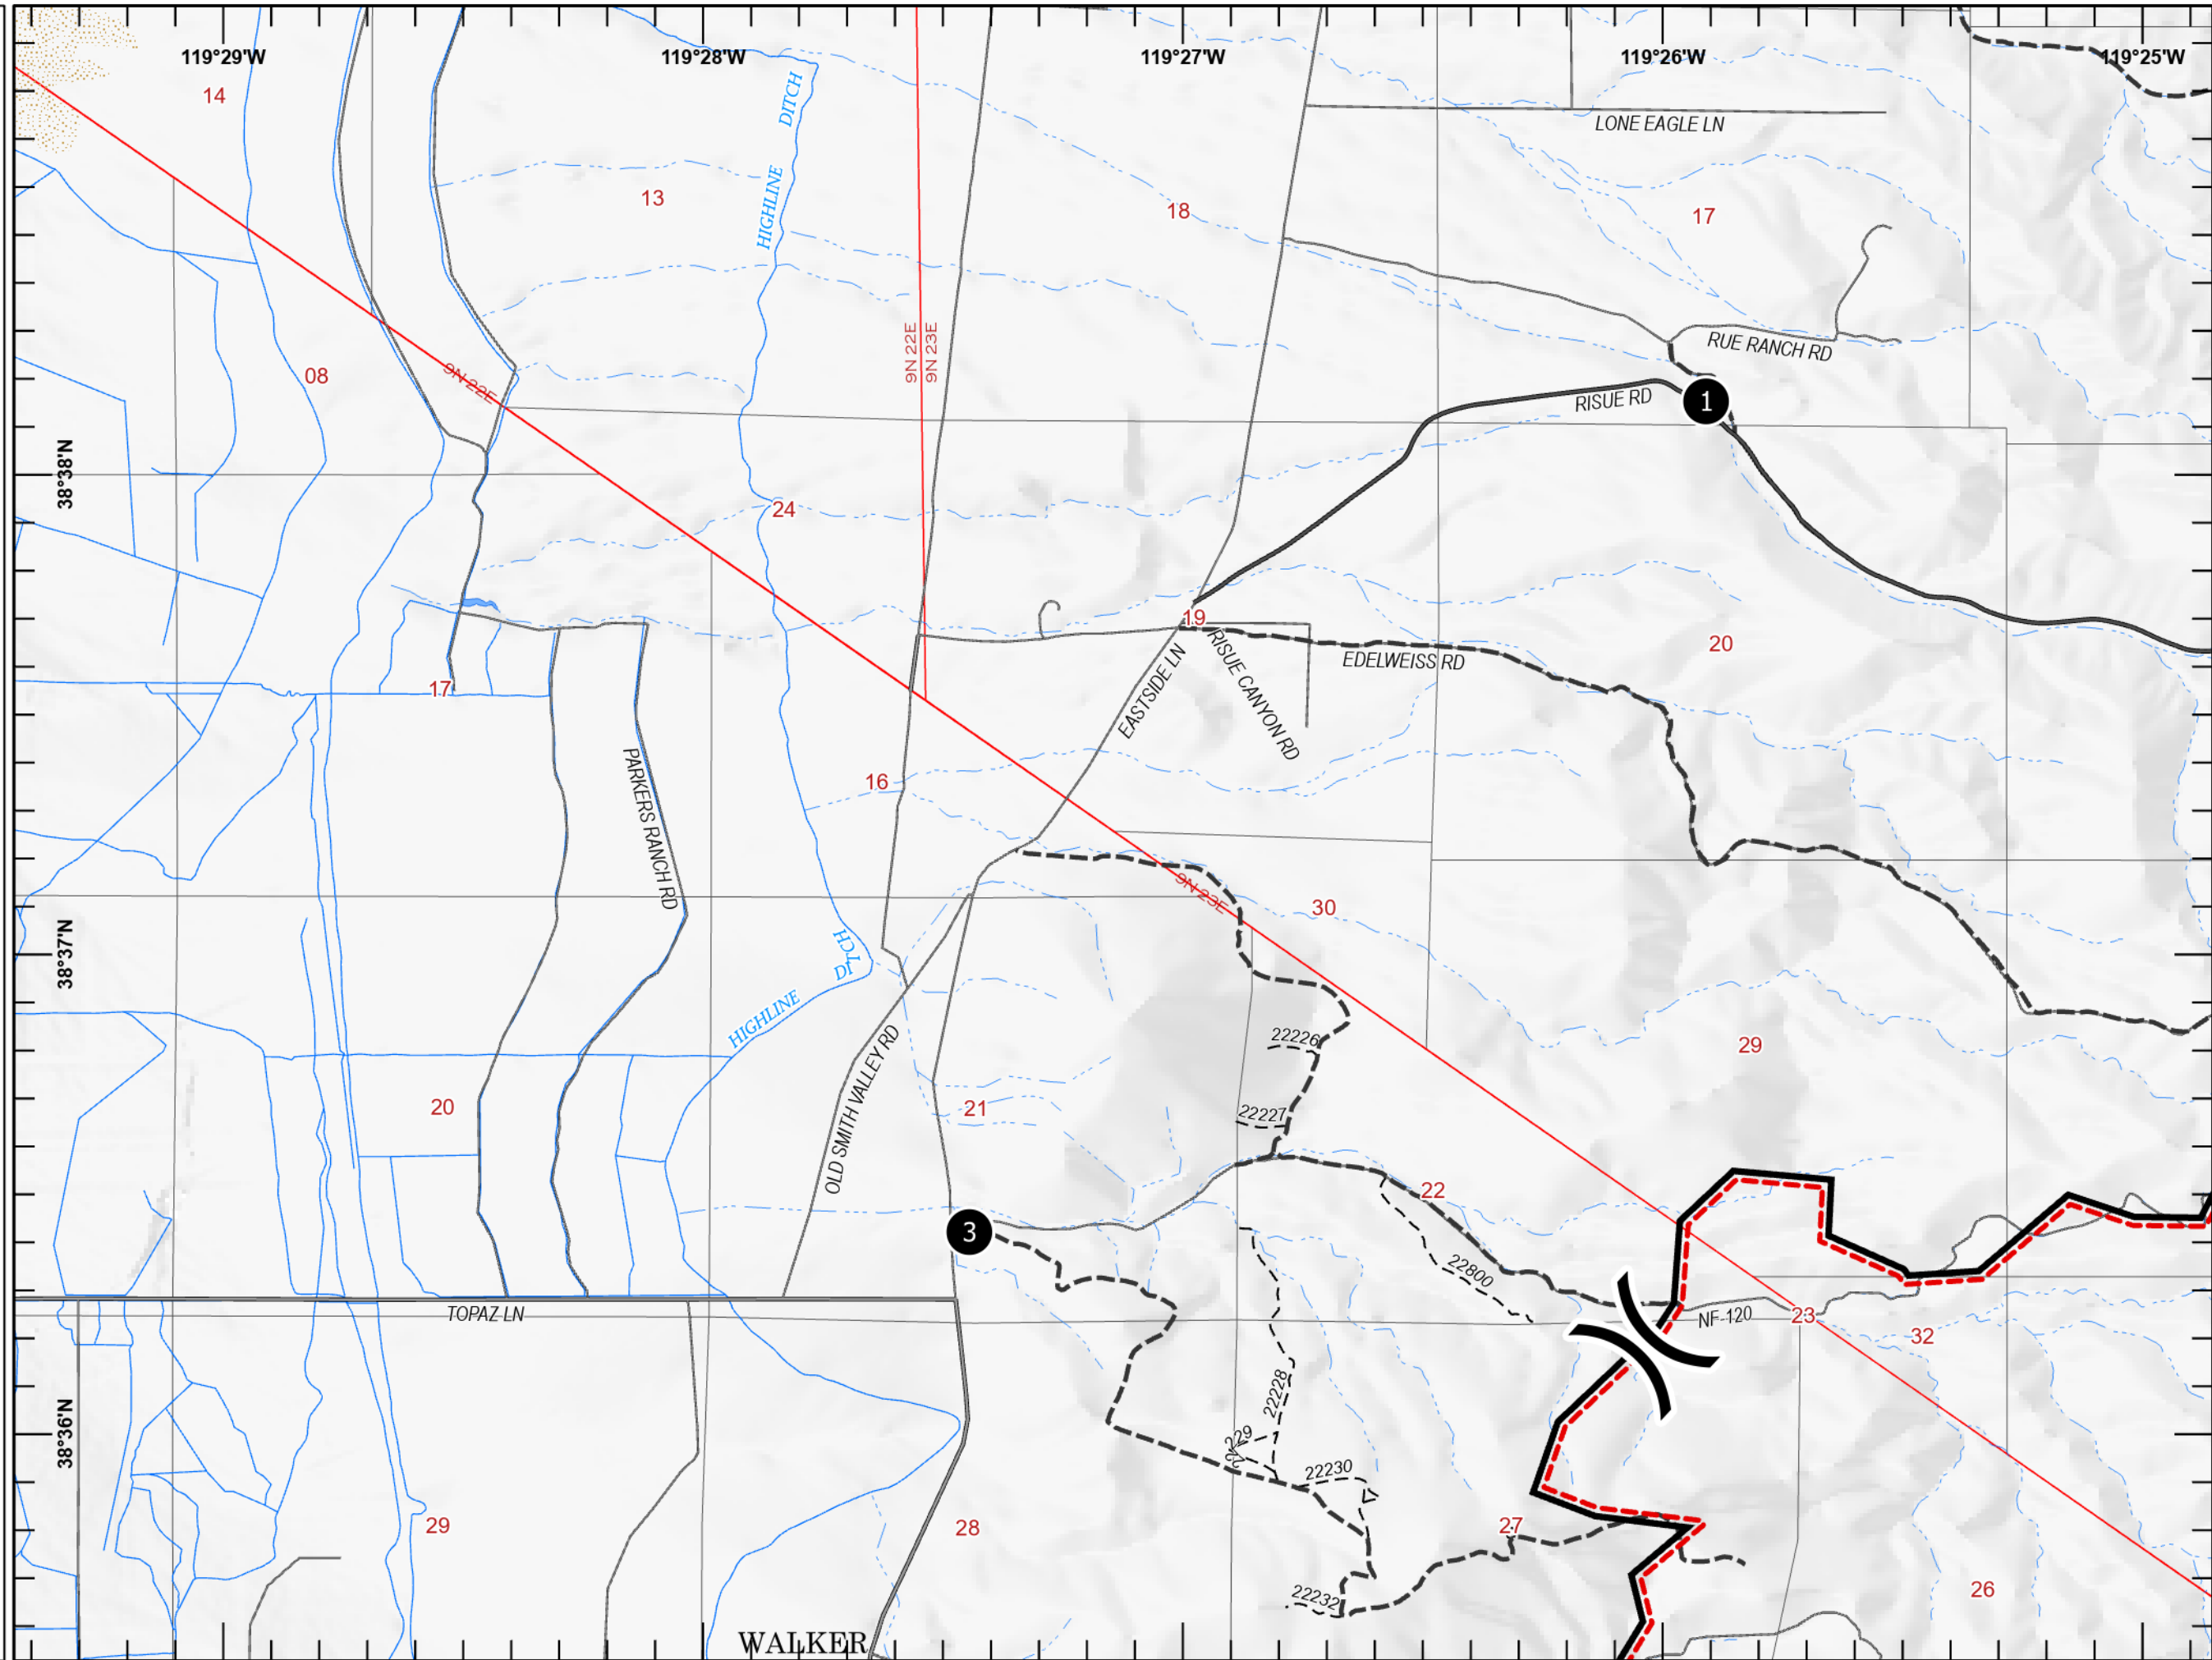 119°29'W
119°28'W
119°27'W
119°26'W
119°25'W
14
HIGHLINE DITCH
LONE EAGLE LN
13
18
17
9N 22E
9N 23E
RUE RANCH RD
08
9N 22E
RISUE RD
1
38°38'N
24
19
20
EDELWEISS RD
EASTSIDE LN
RISUE CANYON RD
17
PARKERS RANCH RD
16
9N 23E
30
38°37'N
HIGHLINE DITCH
22226
29
OLD SMITH VALLEY RD
20
21
22227
22
3
22800
TOPAZ LN
NF-120
23
32
22228
38°36'N
22229
22230
29
28
27
22232
26
WALKER